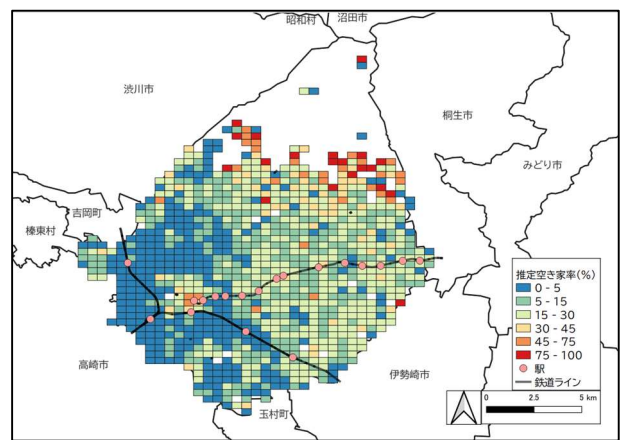 昭和村
沼田市
渋川市
桐生市
みどり市
吉岡町
榛東村
高崎市
伊勢崎市
玉村町
推定空き家率(%)
0 - 5
5 - 15
15 - 30
30 - 45
45 - 75
75 - 100
駅
鉄道ライン
0 2.5 5 km